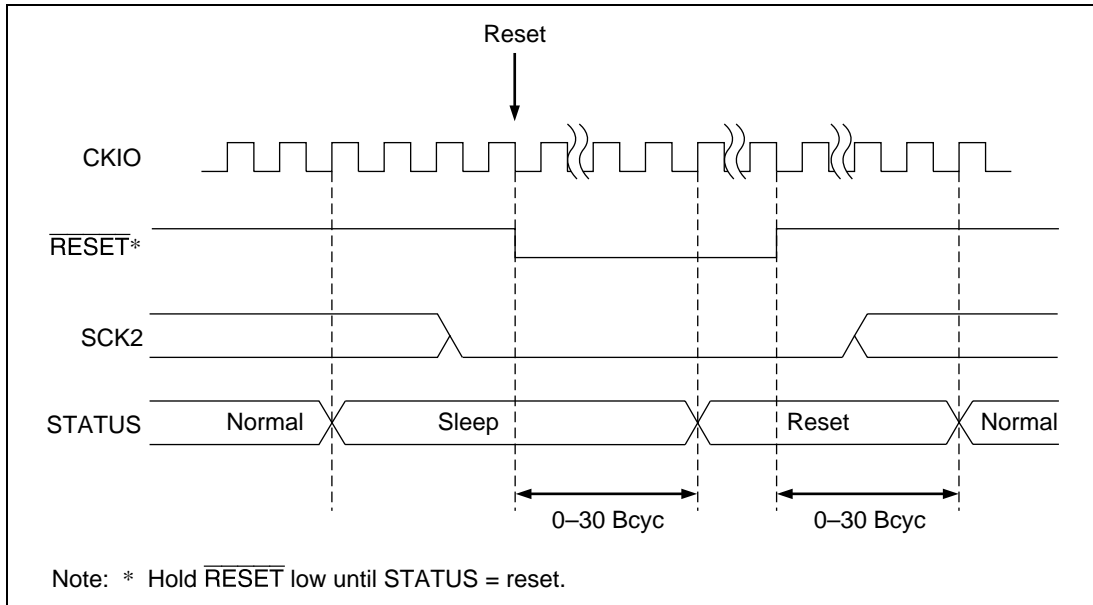 Reset
CKIO
RESET*
SCK2
STATUS Normal Sleep Reset Normal
0–30 Bcyc 0–30 Bcyc
Note: * Hold RESET low until STATUS = reset.